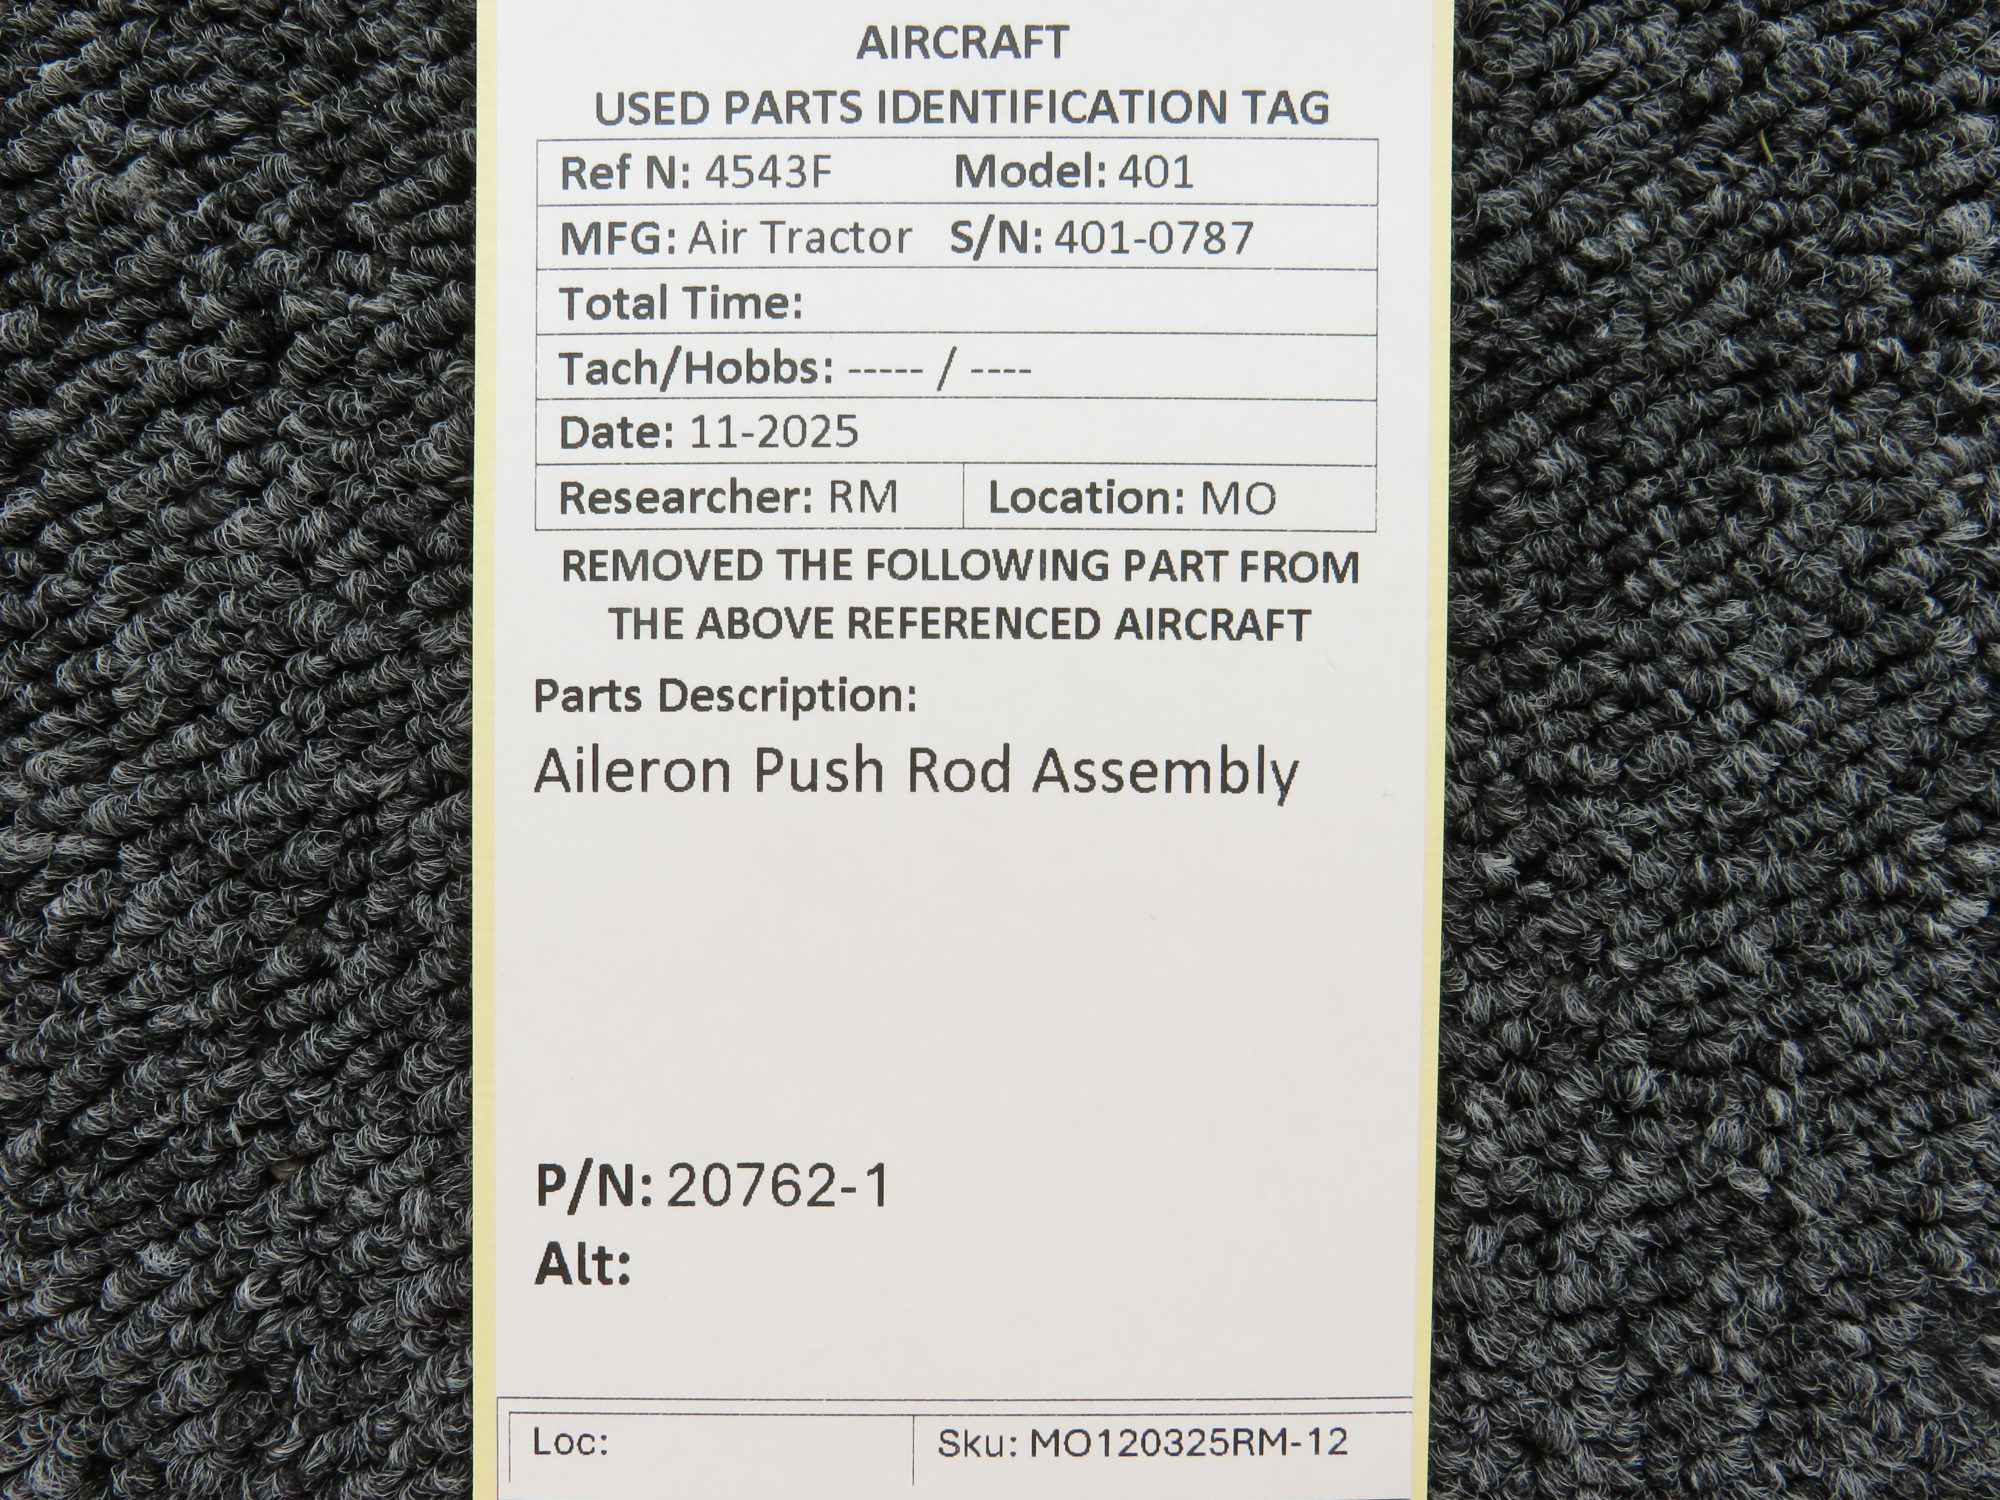 AIRCRAFT
USED PARTS IDENTIFICATION TAG
Ref N: 4543F Model: 401
MFG: Air Tractor S/N: 401-0787
Total Time:
Tach/Hobbs: ----- / ----
Date: 11-2025
Researcher: RM Location: MO
REMOVED THE FOLLOWING PART FROM
THE ABOVE REFERENCED AIRCRAFT
Parts Description:
Aileron Push Rod Assembly
P/N: 20762-1
Alt:
Loc: Sku: MO120325RM-12